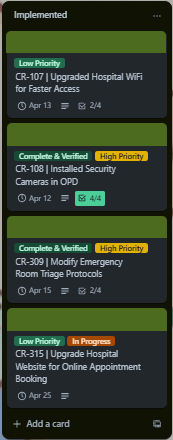 Implemented
Low Priority
CR-107 | Upgraded Hospital WiFi
for Faster Access
Apr 13 2/4
Complete & Verified High Priority
CR-108 | Installed Security
Cameras in OPD
Apr 12 4/4
Complete & Verified High Priority
CR-309 | Modify Emergency
Room Triage Protocols
Apr 15 2/4
Low Priority In Progress
CR-315 | Upgrade Hospital
Website for Online Appointment
Booking
Apr 25
+ Add a card